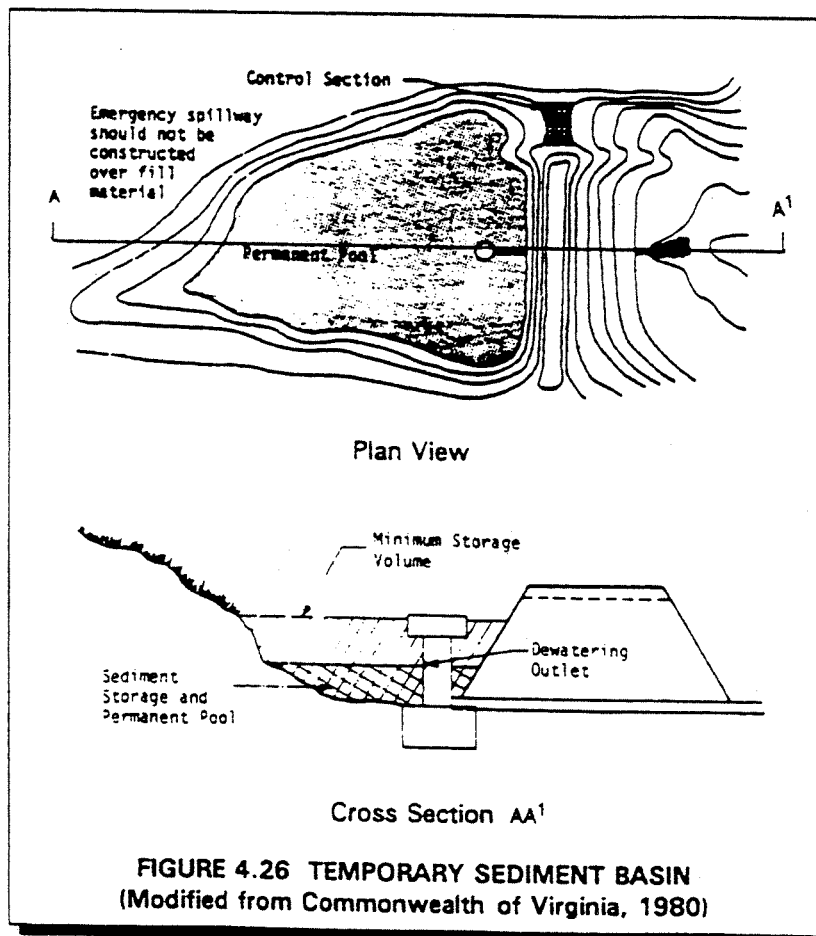 Control Section
Emergency spillway
should not be
constructed
over fill
material
A
A¹
Permanent Pool
Plan View
Minimum Storage
Volume
Dewatering
Outlet
Sediment
Storage and
Permanent Pool
Cross Section AA¹
FIGURE 4.26 TEMPORARY SEDIMENT BASIN
(Modified from Commonwealth of Virginia, 1980)